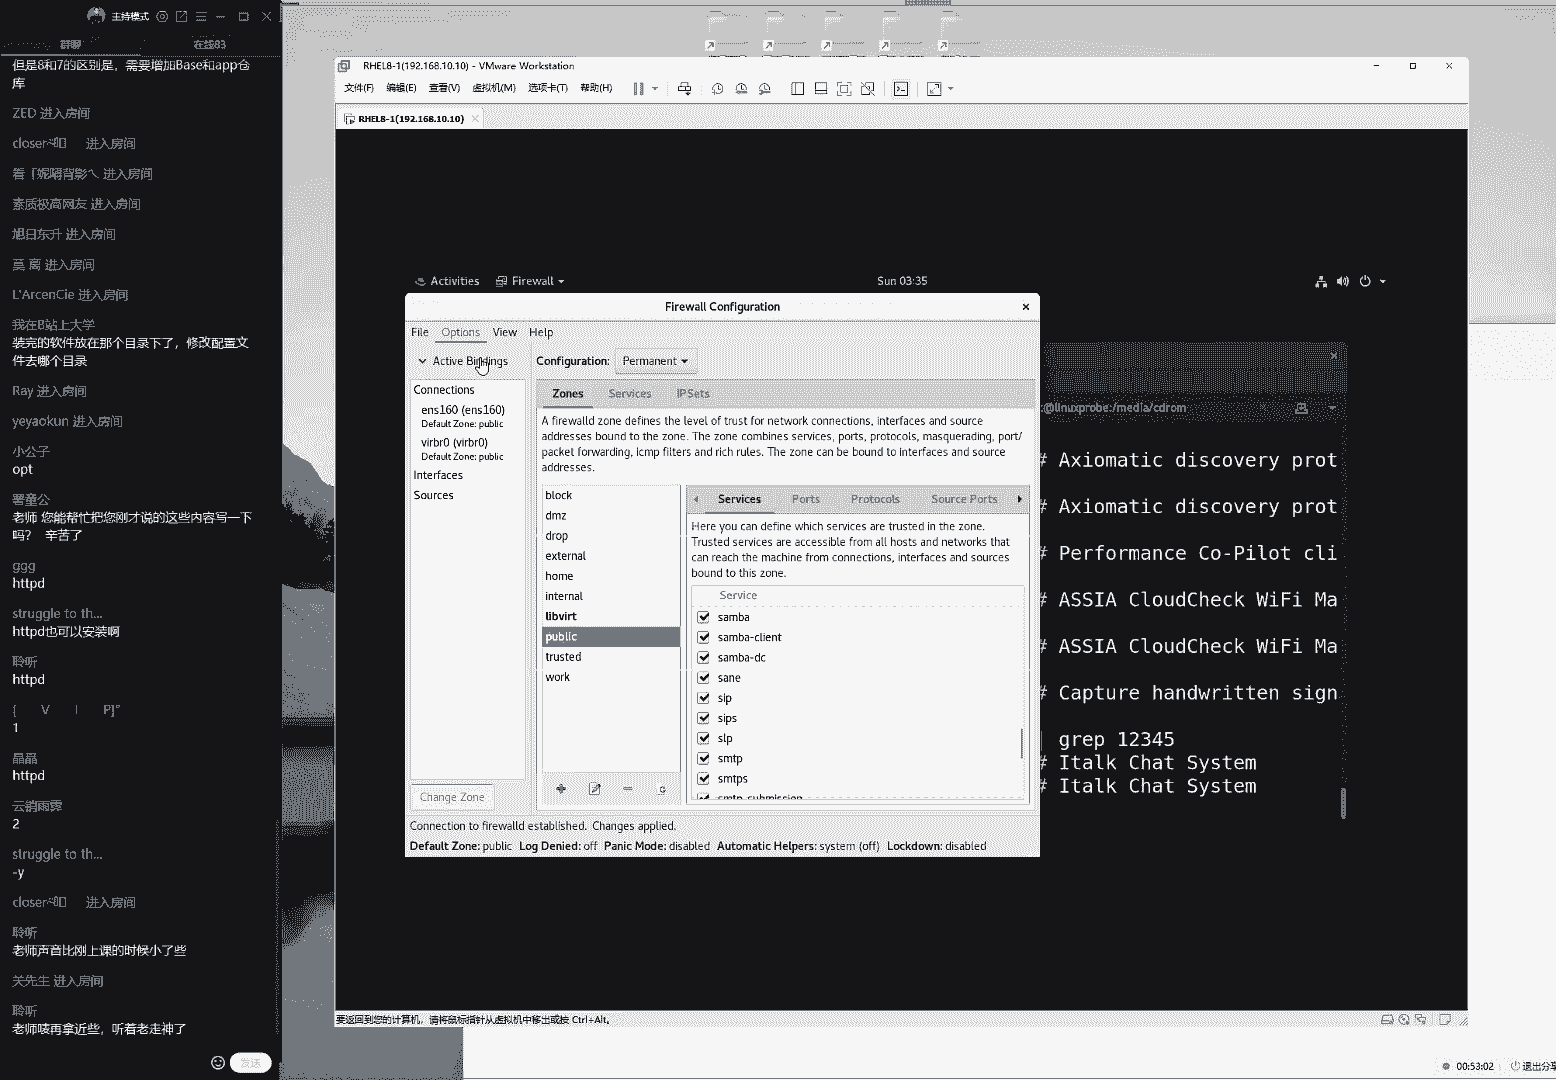 主持模式
群聊
在线83
但是8和7的区别是，需要增加Base和app仓
库
ZED 进入房间
closer 进入房间
看「妮嘚背影乀 进入房间
素质极高网友 进入房间
旭日东升 进入房间
莫 离 进入房间
L'ArcenCie 进入房间
我在B站上大学
装完的软件放在那个目录下了，修改配置文
件去哪个目录
Ray 进入房间
yeyaokun 进入房间
小公子
opt
署童公
老师 您能帮忙把您刚才说的这些内容写一下
吗？ 辛苦了
ggg
httpd
struggle to th...
httpd也可以安装啊
聆听
httpd
[ V I P]°
1
晶晶
httpd
云销雨霁
2
struggle to th...
-y
closer 进入房间
聆听
老师声音比刚上课的时候小了些
关先生 进入房间
聆听
老师唛再拿近些，听着老走神了
发送
RHEL8-1(192.168.10.10) - VMware Workstation
文件(F) 编辑(E) 查看(V) 虚拟机(M) 选项卡(T) 帮助(H)
RHEL8-1(192.168.10.10)
Activities Firewall Sun 03:35
Firewall Configuration
File Options View Help
Active Bindings
Configuration: Permanent
Connections
ens160 (ens160)
Default Zone: public
virbr0 (virbr0)
Default Zone: public
Interfaces
Sources
Change Zone
Zones Services IPSets
A firewalld zone defines the level of trust for network connections, interfaces and source
addresses bound to the zone. The zone combines services, ports, protocols, masquerading, port/
packet forwarding, icmp filters and rich rules. The zone can be bound to interfaces and source
addresses.
block
dmz
drop
external
home
internal
libvirt
public
trusted
work
Services Ports Protocols Source Ports
Here you can define which services are trusted in the zone.
Trusted services are accessible from all hosts and networks that
can reach the machine from connections, interfaces and sources
bound to this zone.
Service
samba
samba-client
samba-dc
sane
sip
sips
slp
smtp
smtps
smtp-submission
Connection to firewalld established. Changes applied.
Default Zone: public Log Denied: off Panic Mode: disabled Automatic Helpers: system (off) Lockdown: disabled
:@linuxprobe:/media/cdrom
# Axiomatic discovery prot
# Axiomatic discovery prot
# Performance Co-Pilot cli
# ASSIA CloudCheck WiFi Ma
# ASSIA CloudCheck WiFi Ma
# Capture handwritten sign
| grep 12345
# Italk Chat System
# Italk Chat System
要返回到您的计算机，请将鼠标指针从虚拟机中移出或按 Ctrl+Alt。
00:53:02 退出分享